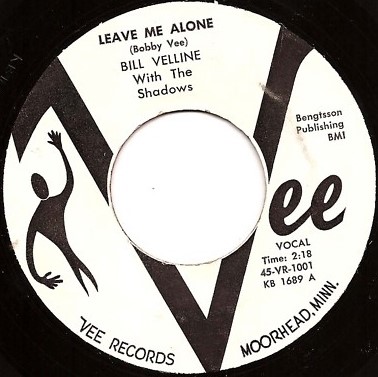 LEAVE ME ALONE
(Bobby Vee)
BILL VELLINE
With The
Shadows
Bengtsson
Publishing
BMI
Vee
VOCAL
Time: 2:18
45-VR-1001
KB 1689 A
VEE RECORDS
MOORHEAD, MINN.